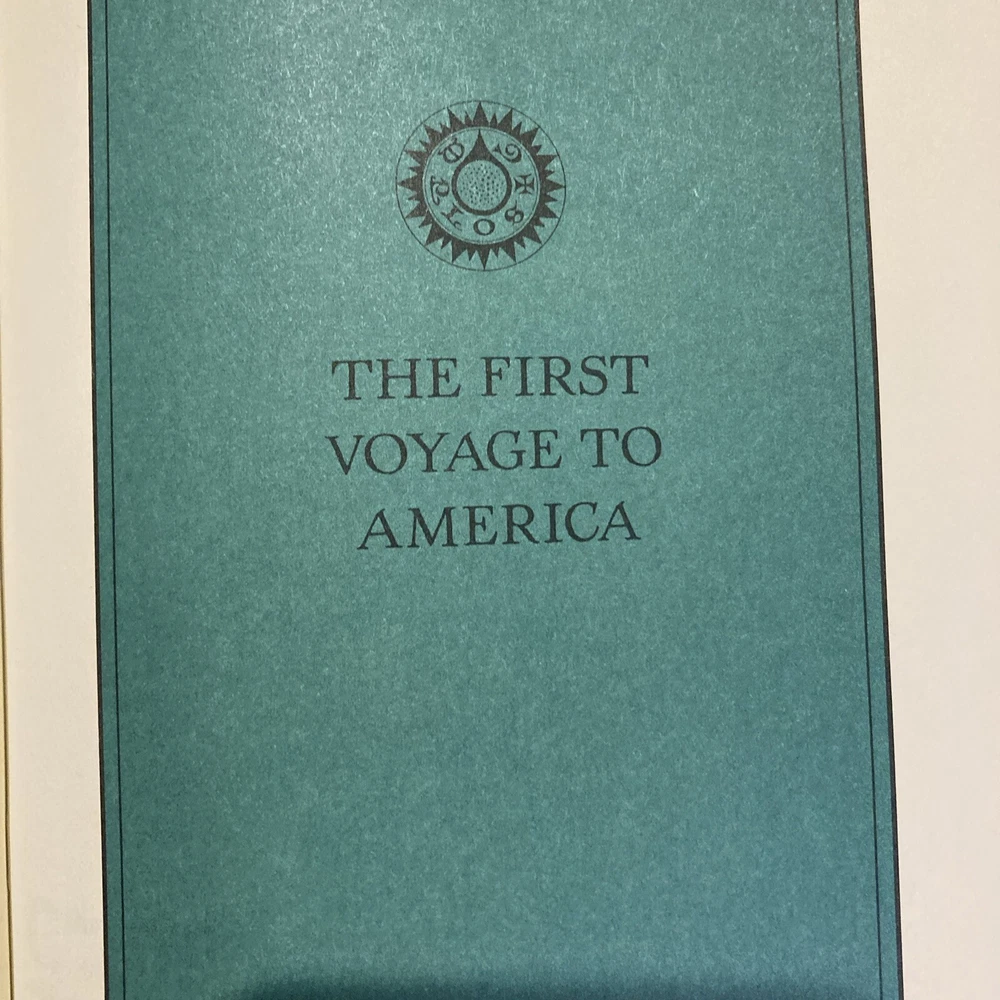 THE FIRST
VOYAGE TO
AMERICA